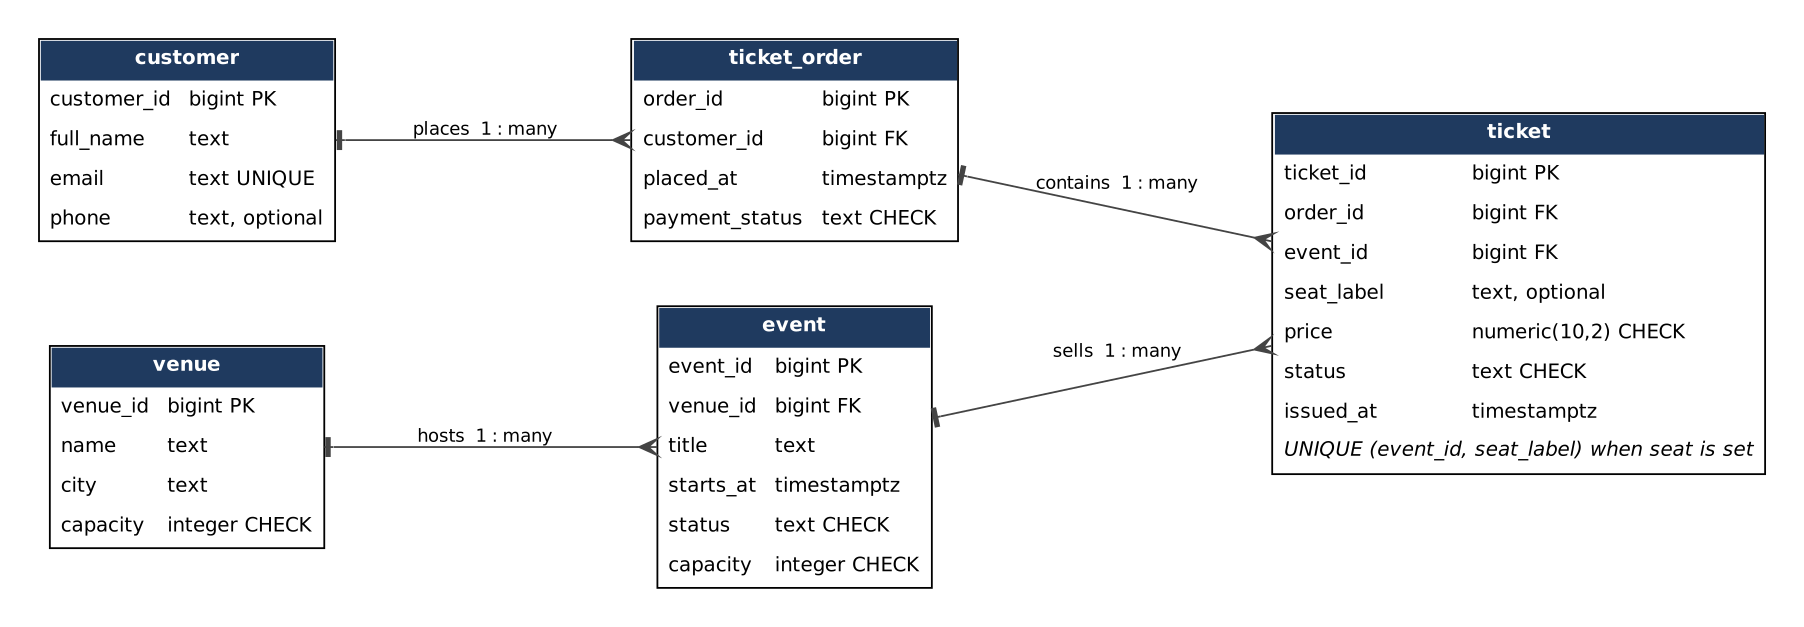 customer
customer_id bigint PK
full_name text
email text UNIQUE
phone text, optional
places 1 : many
ticket_order
order_id bigint PK
customer_id bigint FK
placed_at timestamptz
payment_status text CHECK
contains 1 : many
ticket
ticket_id bigint PK
order_id bigint FK
event_id bigint FK
seat_label text, optional
price numeric(10,2) CHECK
status text CHECK
issued_at timestamptz
UNIQUE (event_id, seat_label) when seat is set
venue
venue_id bigint PK
name text
city text
capacity integer CHECK
hosts 1 : many
event
event_id bigint PK
venue_id bigint FK
title text
starts_at timestamptz
status text CHECK
capacity integer CHECK
sells 1 : many